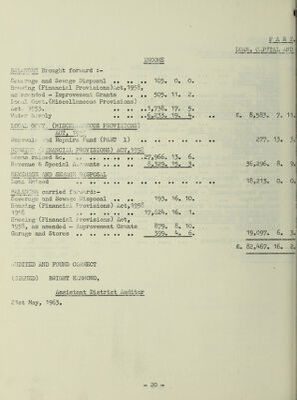 PART
LOAN, CAPITAL AND
INCOME
BALANCES Brought forward :-
Sewerage and Sewage Disposal .. .. .. 105. 0. 0.
Housing (Financial Provisions) Act, 1958,
as amended - Improvement Grants .. .. 505. 11. 2.
Local Govt. (Miscellaneous Provisions)
Act. 1953. .. .. .. .. 1,738. 17. 5.
Water Supply .. .. .. .. 6,233. 19. 4. .. .. £. 8,583. 7. 11.
LOCAL GOVT. (MISCELLANEOUS PROVISIONS)
ACT, 1953
Renewals and Repairs Fund (PART 1) .. .. .. .. .. .. .. 277. 13. 3.
HOUSING (FINANCIAL PROVISIONS) ACT, 1958
Loans raised &c. .. .. .. .. 27,966. 13. 6.
Revenue & Special Accounts .. .. .. 8,329. 15. 3. .. .. 36,296. 8. 9.
SEWERAGE AND SEWAGE DISPOSAL
Loans Raised .. .. .. .. .. .. .. .. 18,213. 0. 0.
BALANCES carried forward:-
Sewerage and Sewage Disposal .. .. 193. 16. 10.
Housing (Financial Provisions) Act, 1958
1958 .. .. .. .. 17,624. 16. 1.
Housing (Financial Provisions) Act,
1958, as amended - Improvement Grants 879. 8. 10.
Garage and Stores .. .. .. .. 399. 4. 6. 19,097. 6. 3.
£. 82,467. 16. 2.
AUDITED AND FOUND CORRECT
(SIGNED) DWIGHT
Assistant District Auditor
21st May, 1963.
- 20 -